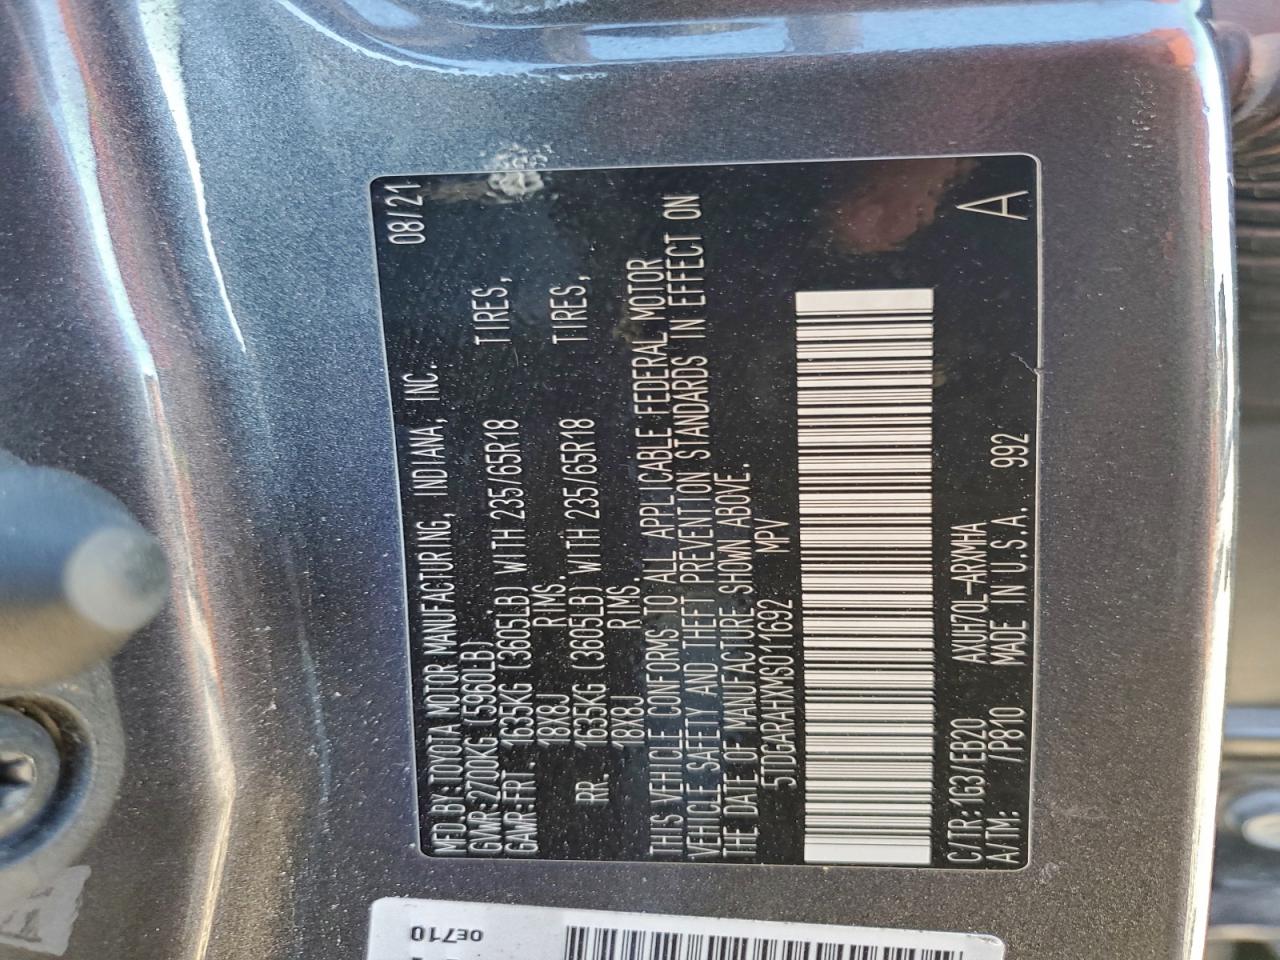 MFD.BY:TOYOTA MOTOR MANUFACTURING, INDIANA, INC. 08/21
GVWR:2700KG (5960LB)
GAWR:FRT. 1635KG (3605LB) WITH 235/65R18 TIRES,
18X8J RIMS.
RR. 1635KG (3605LB) WITH 235/65R18 TIRES,
18X8J RIMS.
THIS VEHICLE CONFORMS TO ALL APPLICABLE FEDERAL MOTOR
VEHICLE SAFETY AND THEFT PREVENTION STANDARDS IN EFFECT ON
THE DATE OF MANUFACTURE SHOWN ABOVE.
5TDGARAHXMS011692 MPV
C/TR:1G3/EB20 AXUH70L-ARXMHA
A/TM: /P810 MADE IN U.S.A. 992 A
0E710